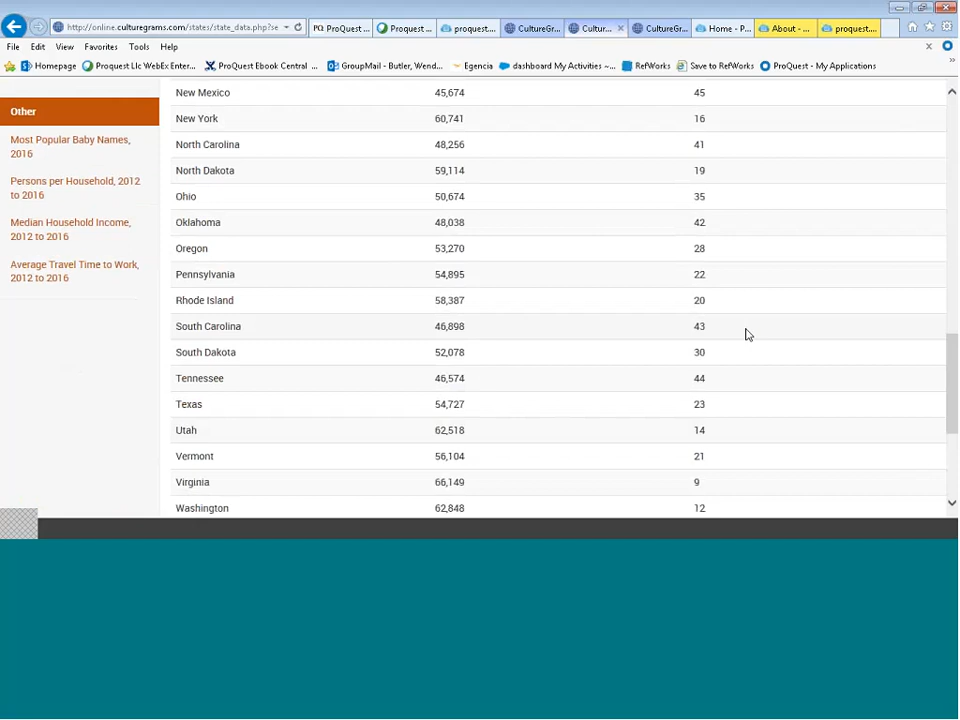 http://online.culturegrams.com/states/state_data.php?se
PQ ProQuest ...
Proquest ...
proquest....
CultureGr...
Cultur...
CultureGr...
Home - P...
About - ...
proquest....
File Edit View Favorites Tools Help
Homepage Proquest Llc WebEx Enter... ProQuest Ebook Central ... GroupMail - Butler, Wend... Egencia dashboard My Activities ~... RefWorks Save to RefWorks ProQuest - My Applications
Other
Most Popular Baby Names,
2016
Persons per Household, 2012
to 2016
Median Household Income,
2012 to 2016
Average Travel Time to Work,
2012 to 2016
New Mexico 45,674 45
New York 60,741 16
North Carolina 48,256 41
North Dakota 59,114 19
Ohio 50,674 35
Oklahoma 48,038 42
Oregon 53,270 28
Pennsylvania 54,895 22
Rhode Island 58,387 20
South Carolina 46,898 43
South Dakota 52,078 30
Tennessee 46,574 44
Texas 54,727 23
Utah 62,518 14
Vermont 56,104 21
Virginia 66,149 9
Washington 62,848 12